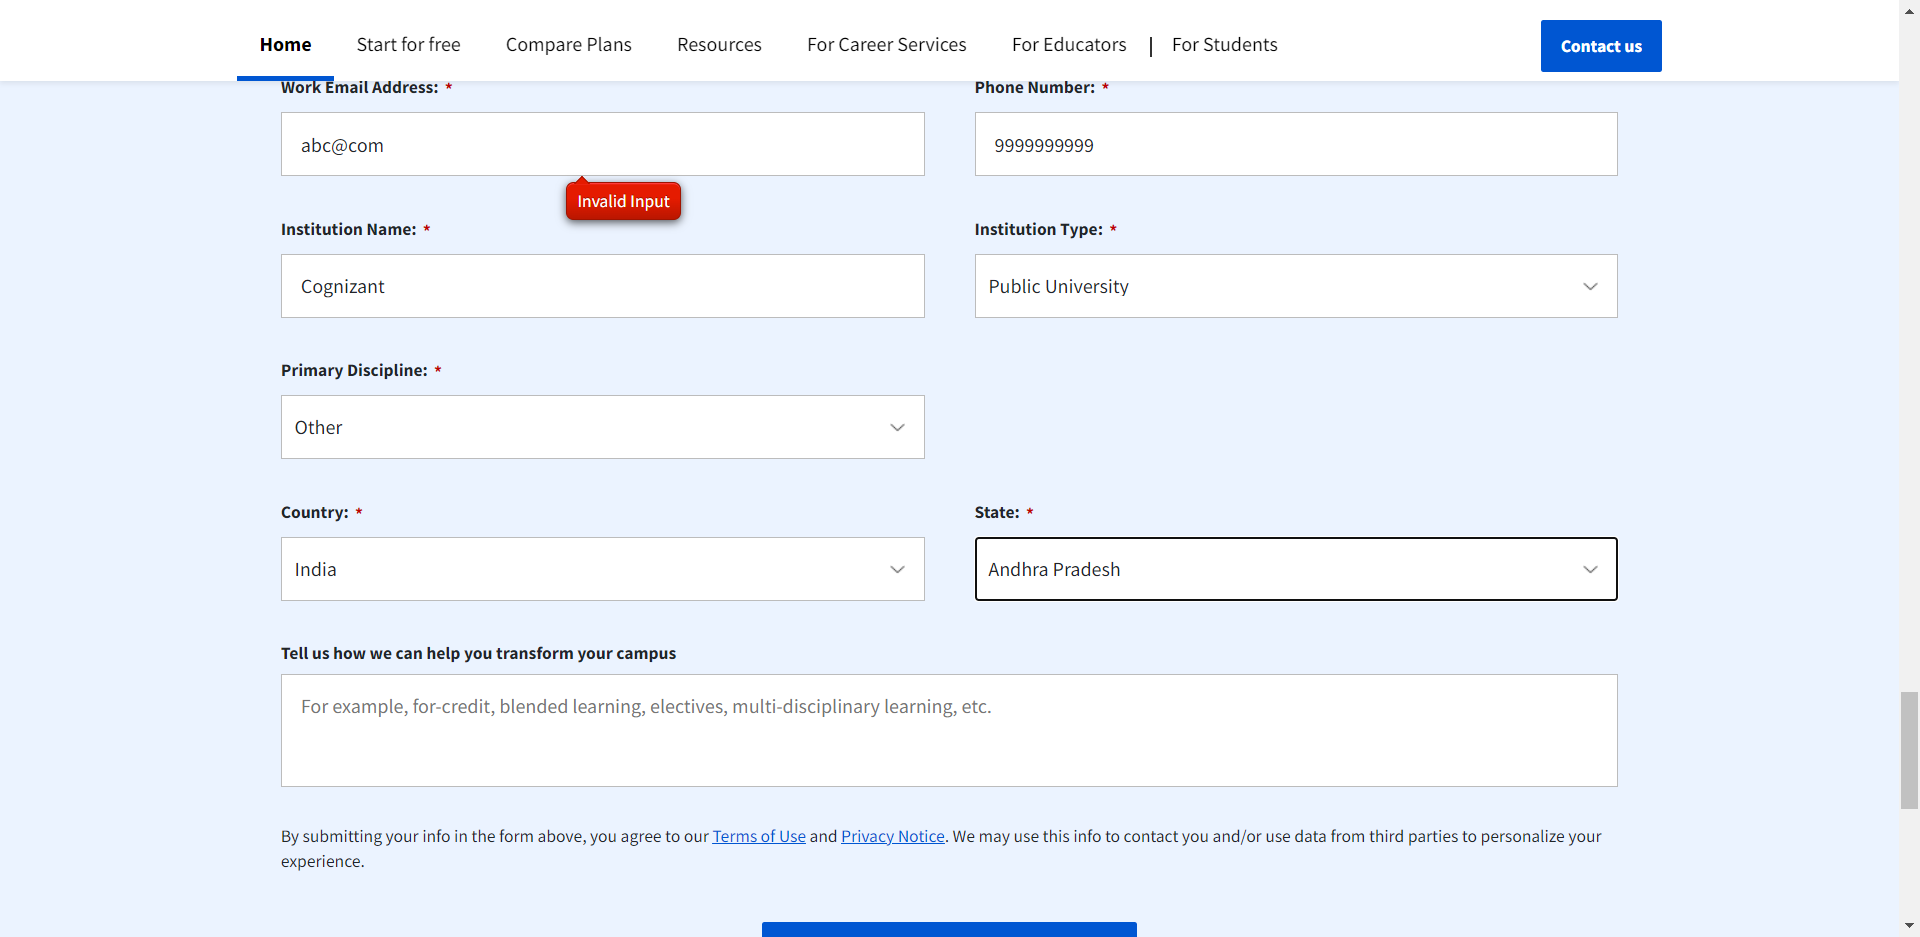 Home Start for free Compare Plans Resources For Career Services For Educators | For Students Contact us
Work Email Address: * Phone Number: *
abc@com 9999999999
Invalid Input
Institution Name: * Institution Type: *
Cognizant Public University
Primary Discipline: *
Other
Country: * State: *
India Andhra Pradesh
Tell us how we can help you transform your campus
For example, for-credit, blended learning, electives, multi-disciplinary learning, etc.
By submitting your info in the form above, you agree to our Terms of Use and Privacy Notice. We may use this info to contact you and/or use data from third parties to personalize your
experience.